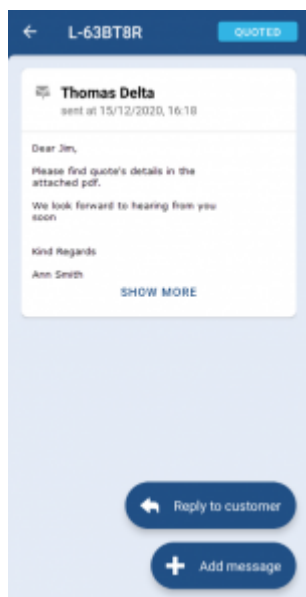 L-63BT8R
QUOTED
Thomas Delta
sent at 15/12/2020, 16:18
Dear Jim,
Please find quote's details in the
attached pdf.
We look forward to hearing from you
soon
Kind Regards
Ann Smith
SHOW MORE
Reply to customer
Add message